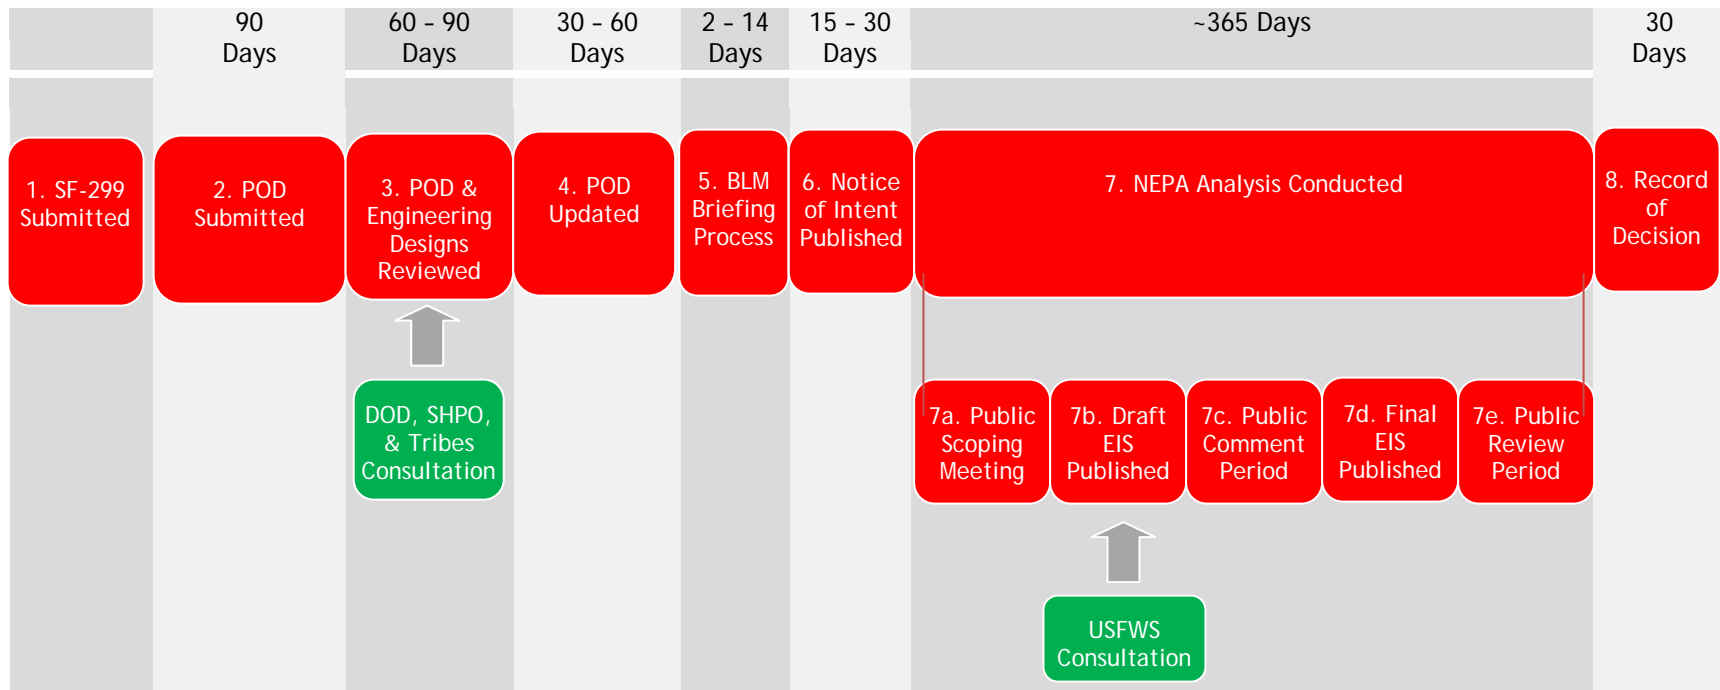 90
Days
60 – 90
Days
30 – 60
Days
2 – 14
Days
15 – 30
Days
~365 Days
30
Days
1. SF-299
Submitted
2. POD
Submitted
3. POD &
Engineering
Designs
Reviewed
4. POD
Updated
5. BLM
Briefing
Process
6. Notice
of Intent
Published
7. NEPA Analysis Conducted
8. Record
of
Decision
DOD, SHPO,
& Tribes
Consultation
7a. Public
Scoping
Meeting
7b. Draft
EIS
Published
7c. Public
Comment
Period
7d. Final
EIS
Published
7e. Public
Review
Period
USFWS
Consultation